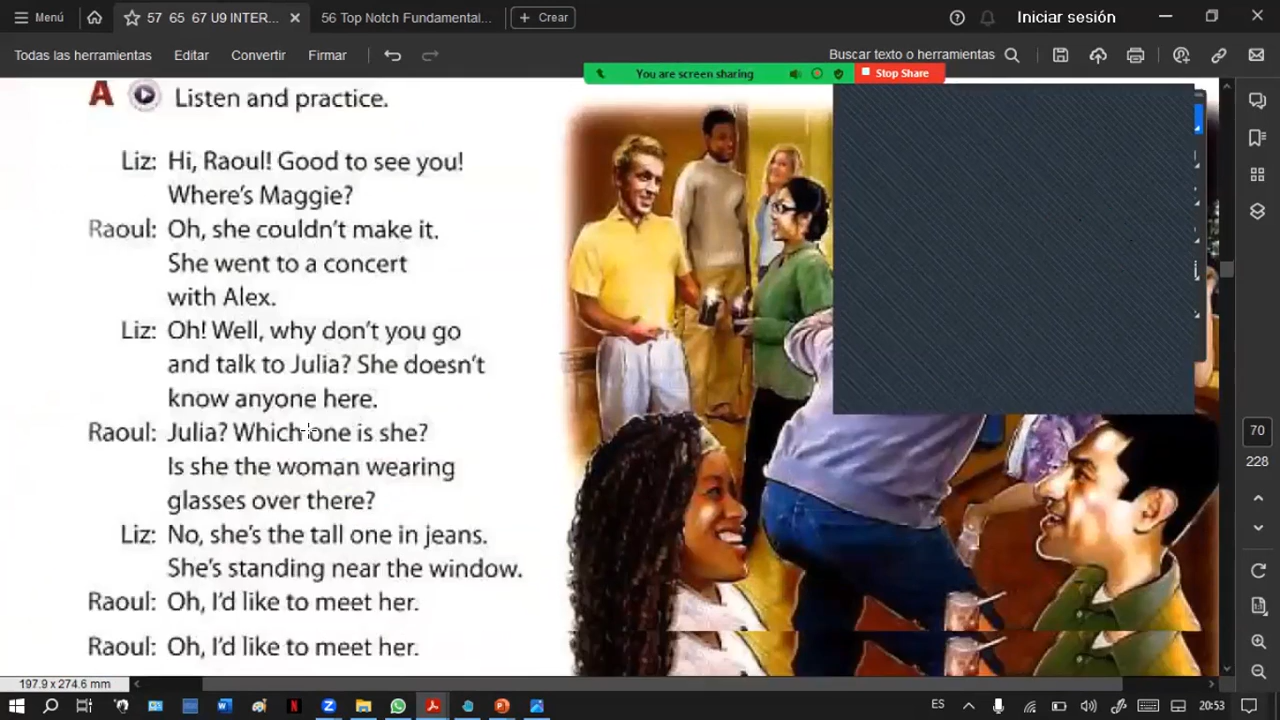 Menú
57 65 67 U9 INTER...
56 Top Notch Fundamental...
Crear
Iniciar sesión
Todas las herramientas
Editar
Convertir
Firmar
Buscar texto o herramientas
You are screen sharing
Stop Share
A Listen and practice.
Liz: Hi, Raoul! Good to see you!
Where's Maggie?
Raoul: Oh, she couldn't make it.
She went to a concert
with Alex.
Liz: Oh! Well, why don't you go
and talk to Julia? She doesn't
know anyone here.
Raoul: Julia? Which one is she?
Is she the woman wearing
glasses over there?
Liz: No, she's the tall one in jeans.
She's standing near the window.
Raoul: Oh, I'd like to meet her.
Raoul: Oh, I'd like to meet her.
70
228
197.9 x 274.6 mm
ES
20:53